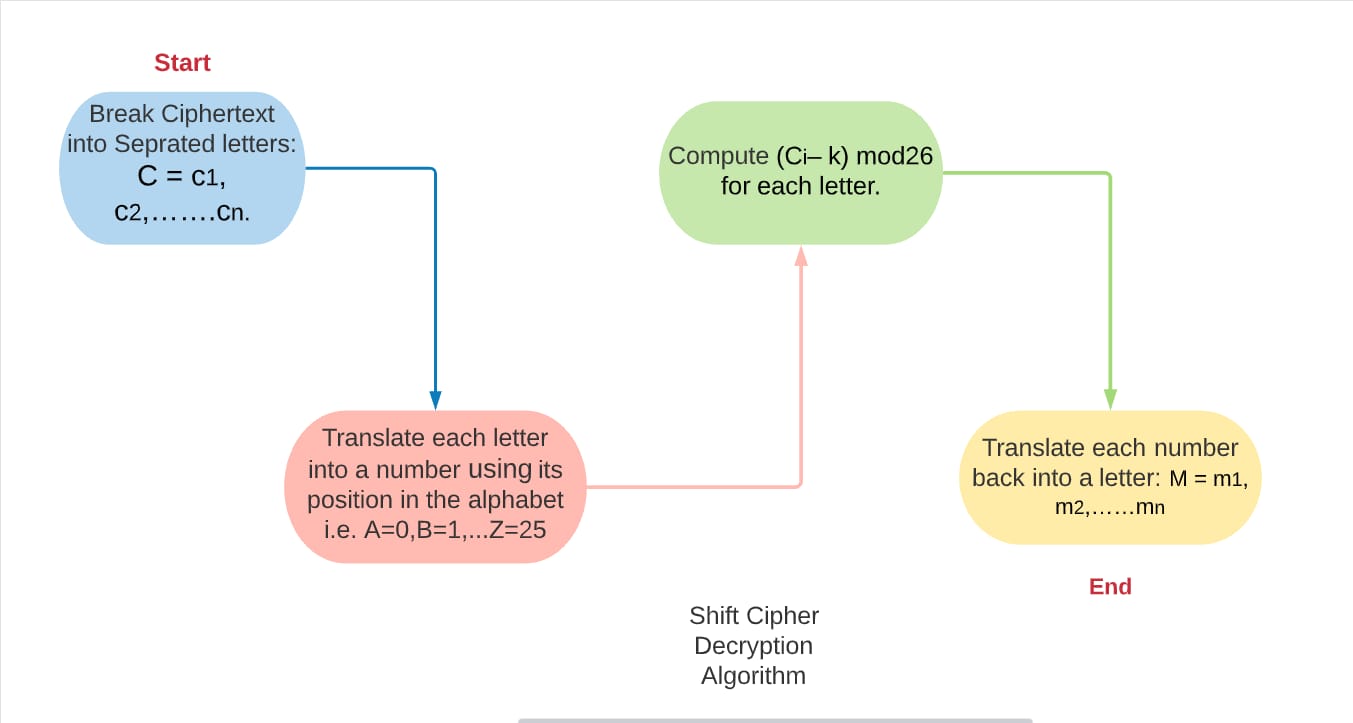 Start
Break Ciphertext
into Seprated letters:
C = c1,
c2,…….cn.
Translate each letter
into a number using its
position in the alphabet
i.e. A=0,B=1,...Z=25
Compute (Ci– k) mod26
for each letter.
Translate each number
back into a letter: M = m1,
m2,……mn
End
Shift Cipher
Decryption
Algorithm